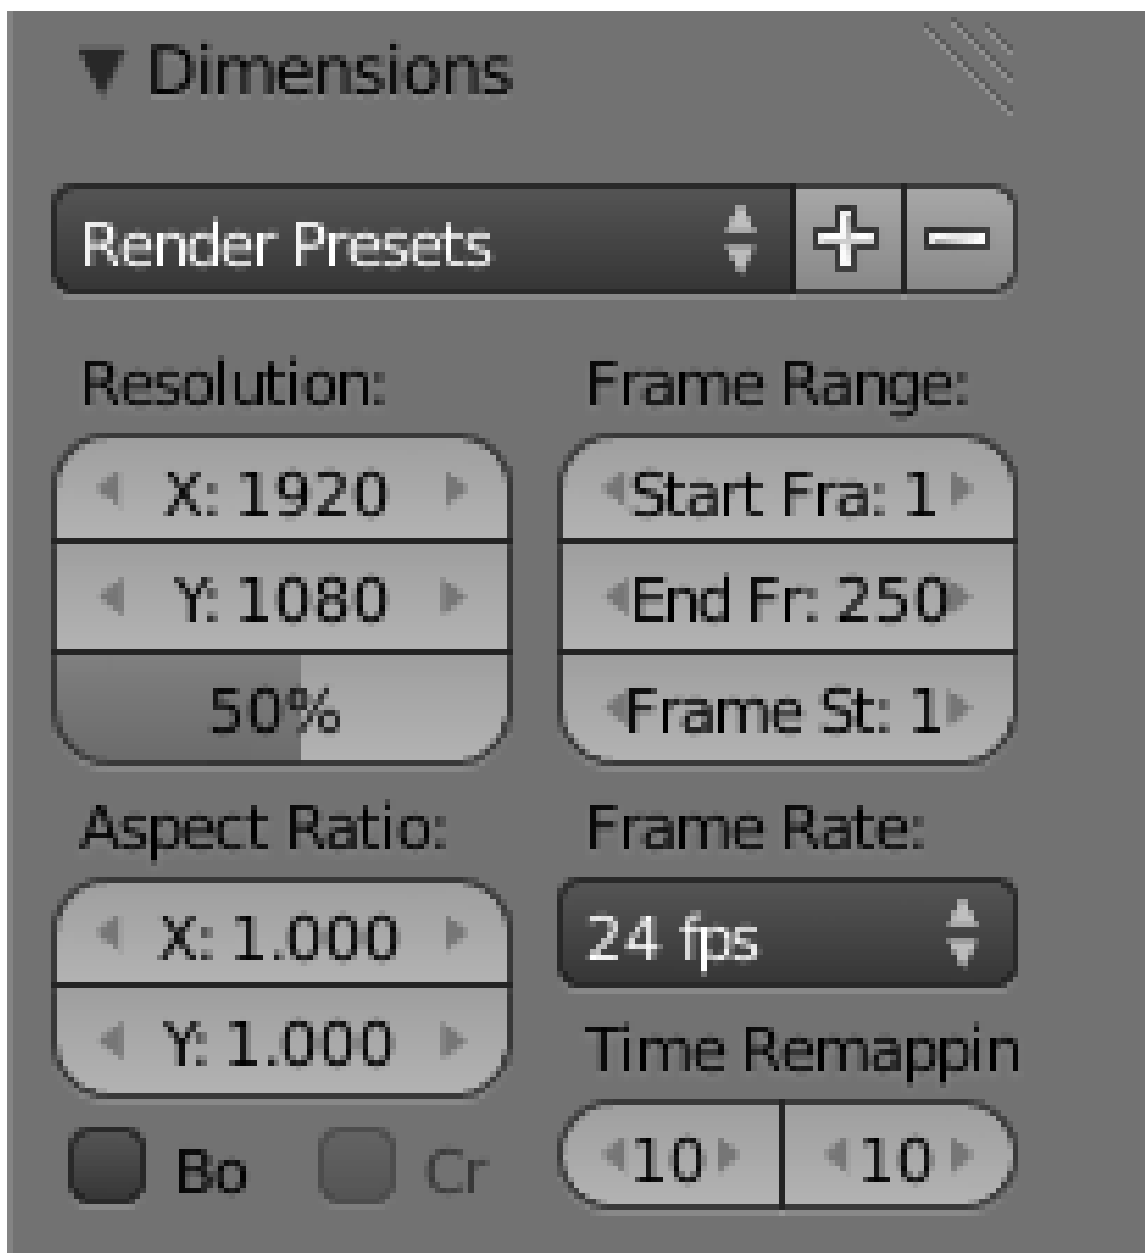 Dimensions
Render Presets
Resolution:
X: 1920
Y: 1080
50%
Frame Range:
Start Fra: 1
End Fr: 250
Frame St: 1
Aspect Ratio:
X: 1.000
Y: 1.000
Bo Cr
Frame Rate:
24 fps
Time Remappin
10 10